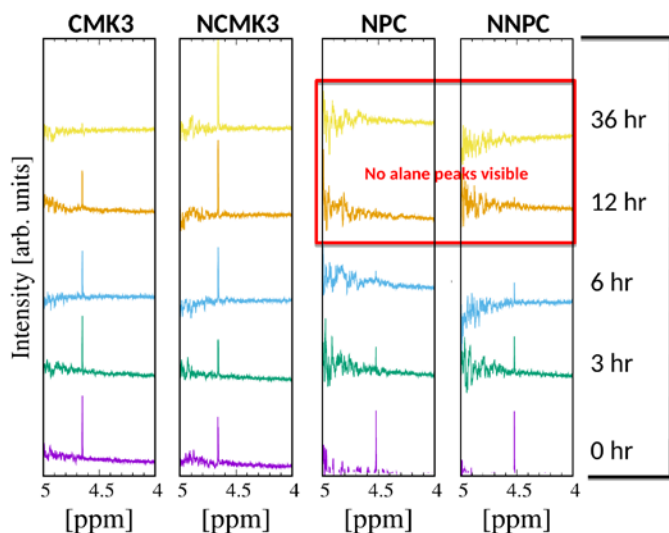 CMK3 NCMK3 NPC NNPC
Intensity [arb. units]
36 hr
No alane peaks visible
12 hr
6 hr
3 hr
0 hr
5 4.5 4 5 4.5 4 5 4.5 4 5 4.5 4
[ppm] [ppm] [ppm] [ppm]